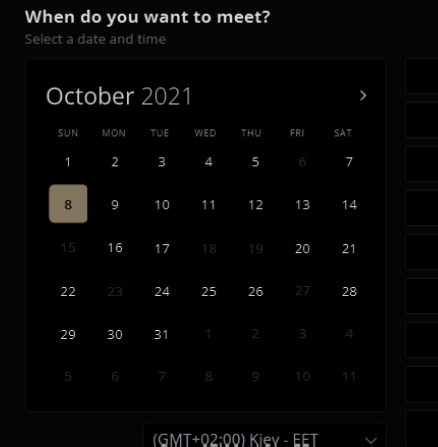 When do you want to meet?
Select a date and time
October 2021
SUN MON TUE WED THU FRI SAT
1 2 3 4 5 6 7
8 9 10 11 12 13 14
15 16 17 18 19 20 21
22 23 24 25 26 27 28
29 30 31 1 2 3 4
5 6 7 8 9 10 11
(GMT+02:00) Kiev - EET